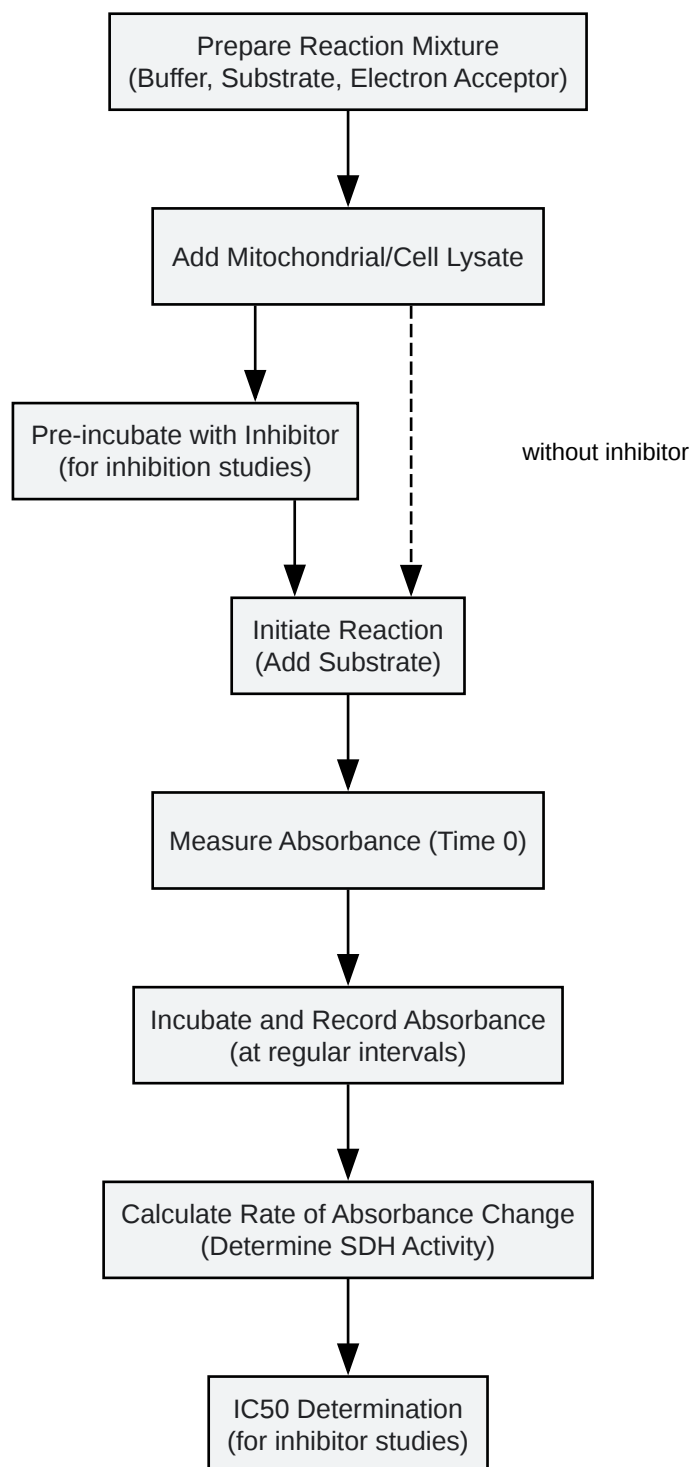 Prepare Reaction Mixture
(Buffer, Substrate, Electron Acceptor)
Add Mitochondrial/Cell Lysate
Pre-incubate with Inhibitor
(for inhibition studies)
without inhibitor
Initiate Reaction
(Add Substrate)
Measure Absorbance (Time 0)
Incubate and Record Absorbance
(at regular intervals)
Calculate Rate of Absorbance Change
(Determine SDH Activity)
IC50 Determination
(for inhibitor studies)